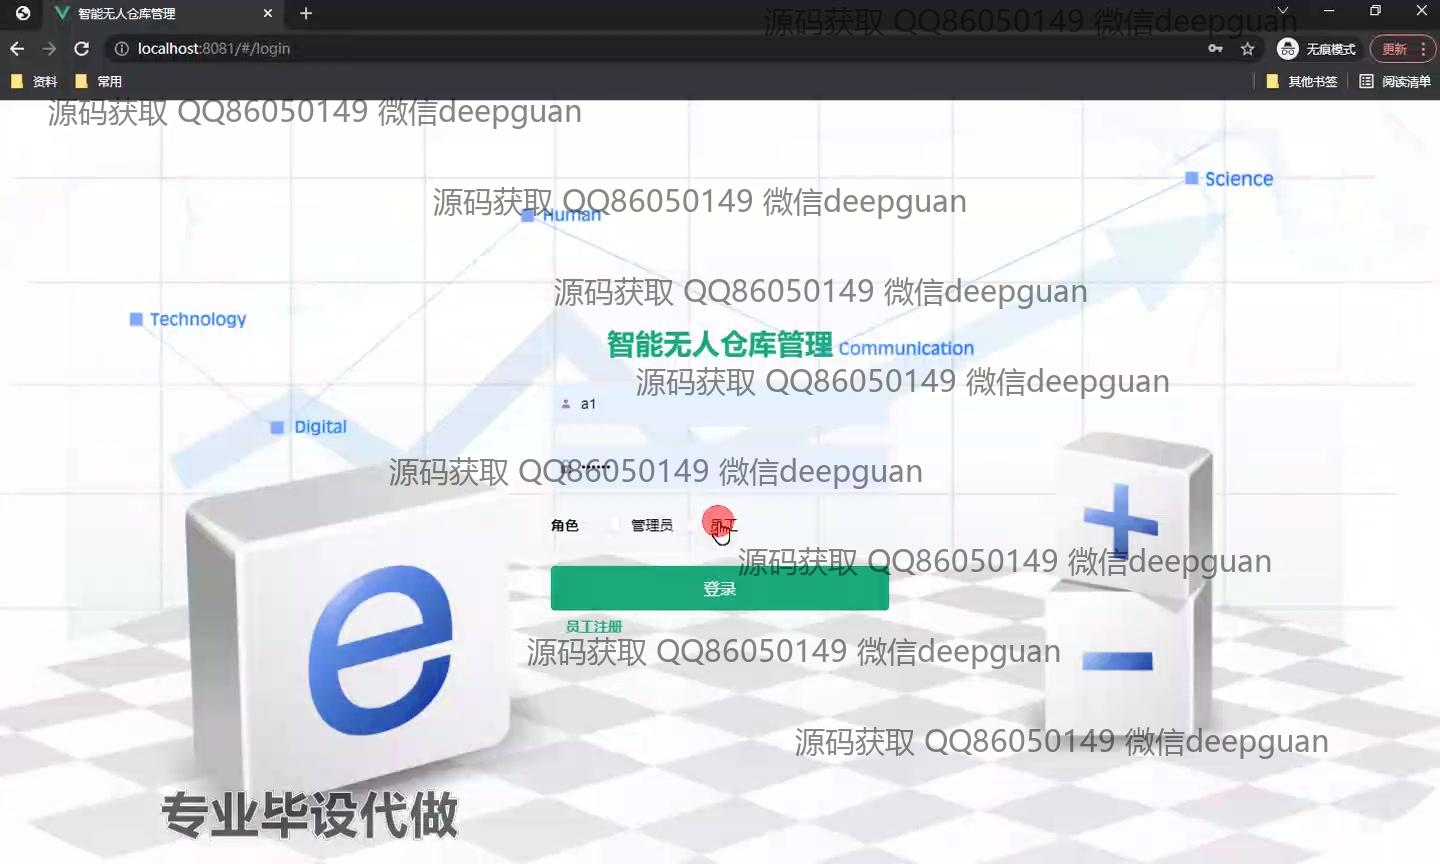 智能无人仓库管理
源码获取 QQ86050149 微信deepguan
localhost:8081/#/login
无痕模式
更新
资料
常用
其他书签
阅读清单
源码获取 QQ86050149 微信deepguan
Science
源码获取 QQ86050149 微信deepguan
Human
源码获取 QQ86050149 微信deepguan
Technology
智能无人仓库管理
Communication
源码获取 QQ86050149 微信deepguan
a1
Digital
源码获取 QQ86050149 微信deepguan
角色 管理员 员工
源码获取 QQ86050149 微信deepguan
登录
e
员工注册
源码获取 QQ86050149 微信deepguan
源码获取 QQ86050149 微信deepguan
专业毕设代做